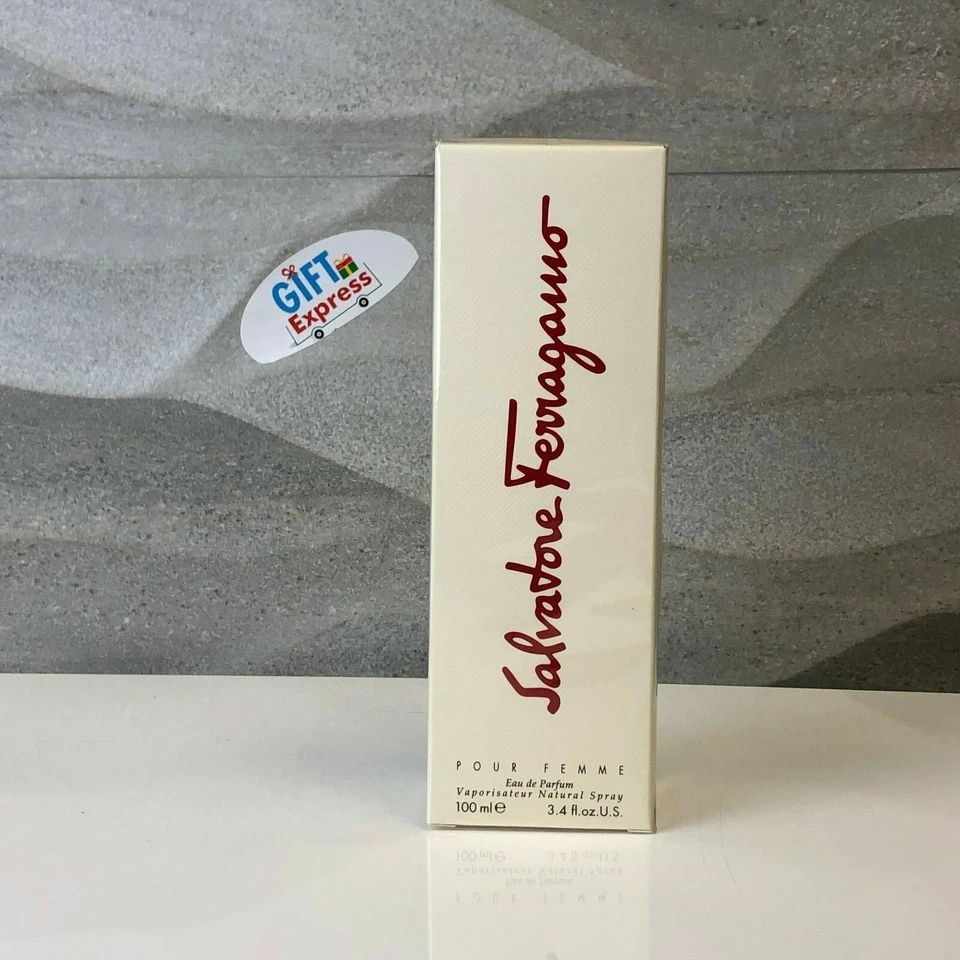 GIFT
Express
Salvatore Ferragamo
POUR FEMME
Eau de Parfum
Vaporisateur Natural Spray
100 ml ℮ 3.4 fl.oz.U.S.